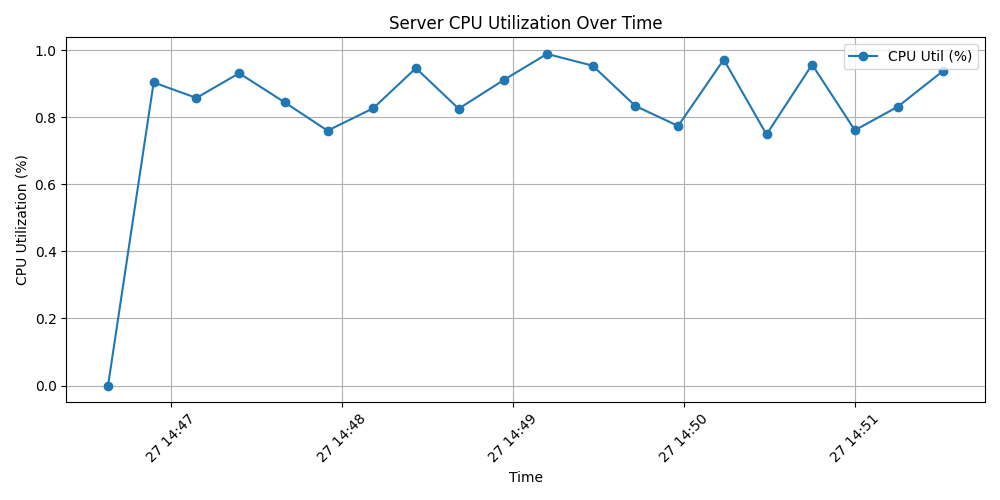 Server CPU Utilization Over Time
CPU Util (%)
CPU Utilization (%)
1.0
0.8
0.6
0.4
0.2
0.0
27 14:47
27 14:48
27 14:49
27 14:50
27 14:51
Time